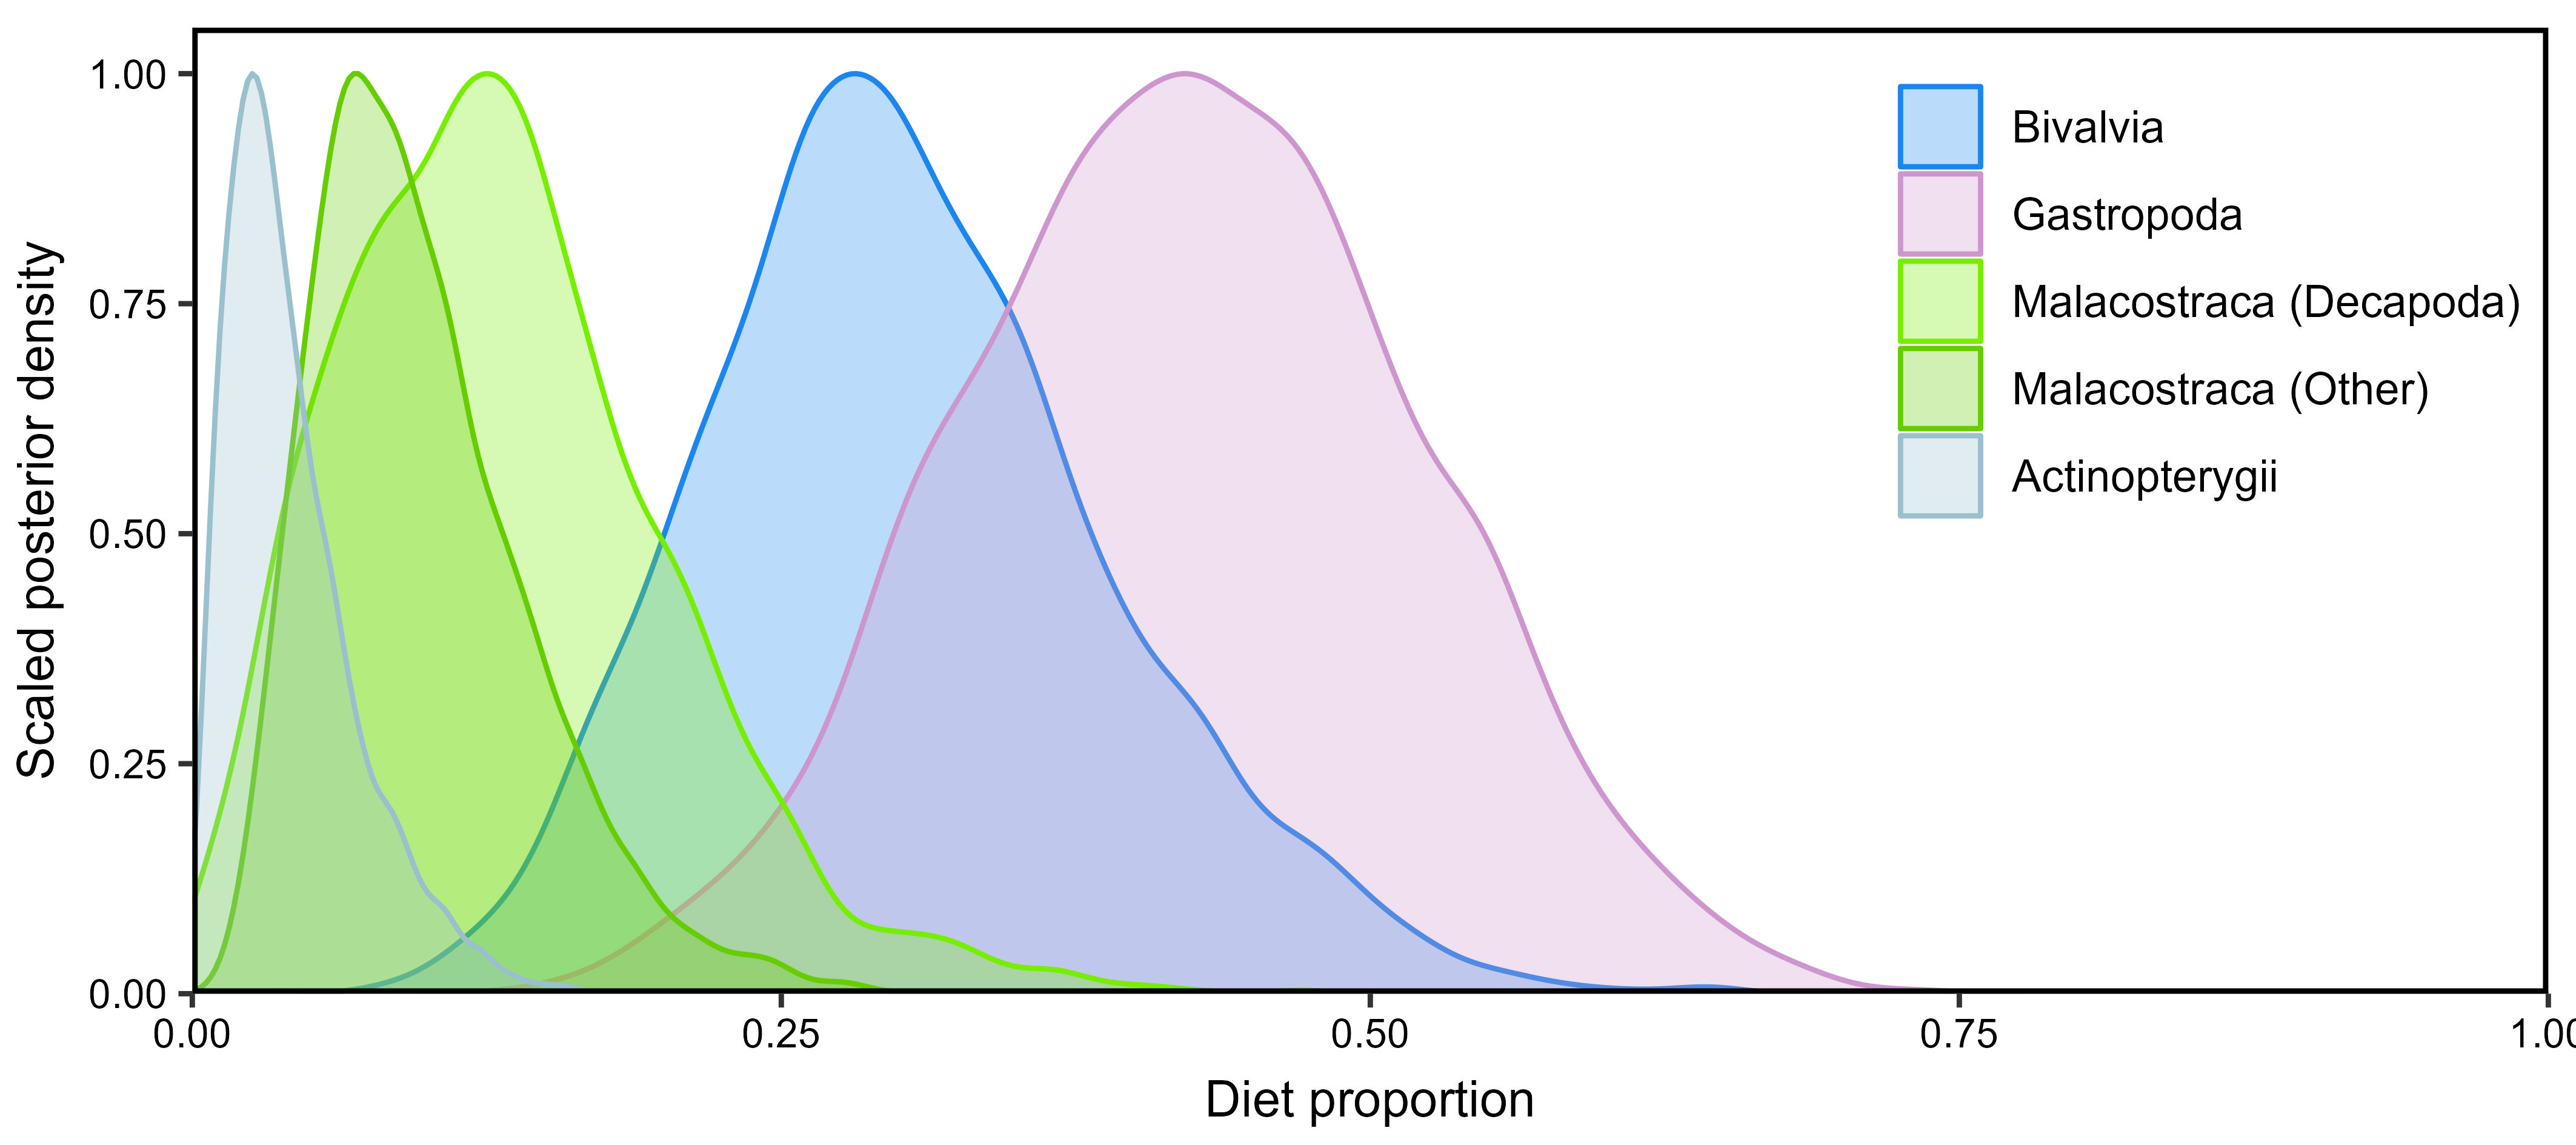 Scaled posterior density
1.00
0.75
0.50
0.25
0.00
0.00
0.25
0.50
0.75
1.00
Diet proportion
Bivalvia
Gastropoda
Malacostraca (Decapoda)
Malacostraca (Other)
Actinopterygii